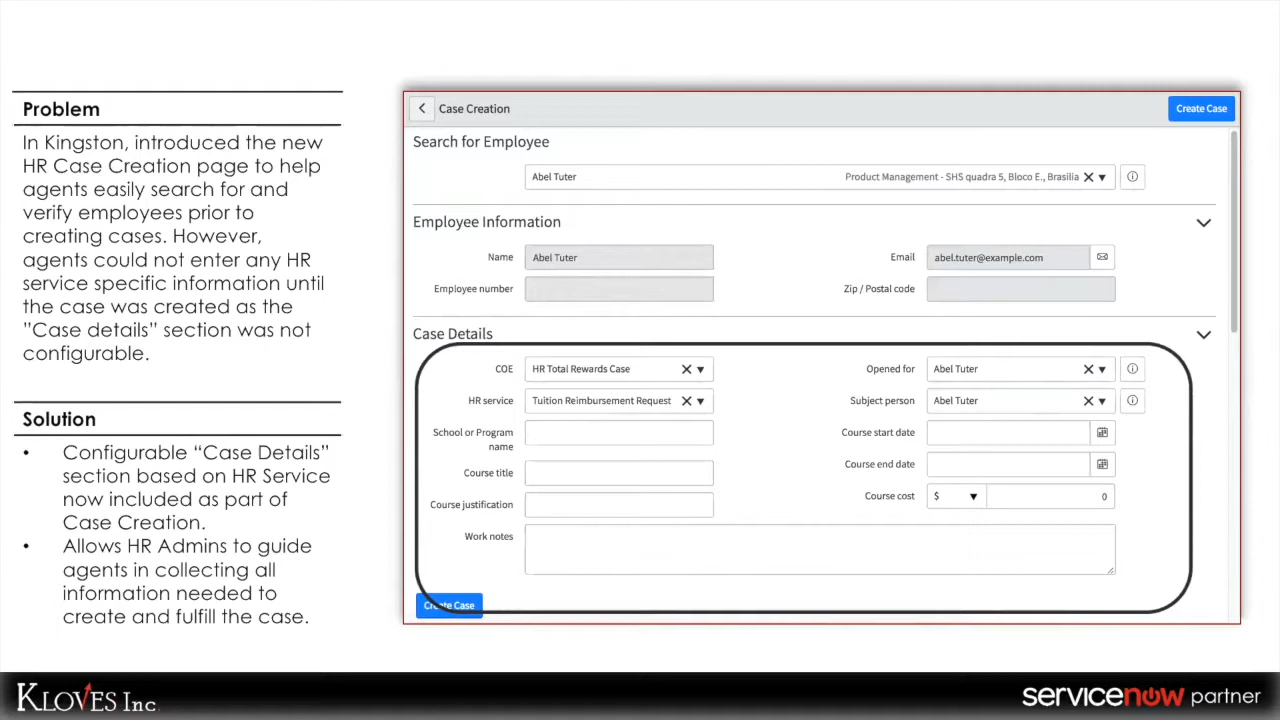 Problem
In Kingston, introduced the new
HR Case Creation page to help
agents easily search for and
verify employees prior to
creating cases. However,
agents could not enter any HR
service specific information until
the case was created as the
"Case details" section was not
configurable.
Solution
• Configurable “Case Details”
section based on HR Service
now included as part of
Case Creation.
• Allows HR Admins to guide
agents in collecting all
information needed to
create and fulfill the case.
Case Creation
Create Case
Search for Employee
Abel Tuter Product Management - SHS quadra 5, Bloco E., Brasilia
Employee Information
Name Abel Tuter Email abel.tuter@example.com
Employee number Zip / Postal code
Case Details
COE HR Total Rewards Case Opened for Abel Tuter
HR service Tuition Reimbursement Request Subject person Abel Tuter
School or Program Course start date
name
Course end date
Course title
Course cost $ 0
Course justification
Work notes
Create Case
KLOVES Inc.
servicenow partner